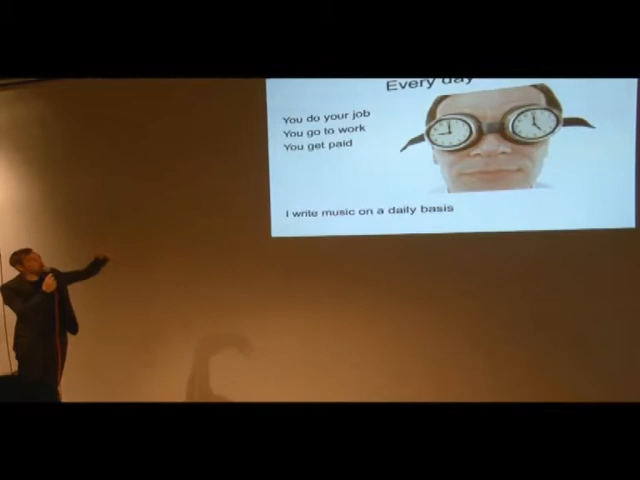 Every day
You do your job
You go to work
You get paid
I write music on a daily basis